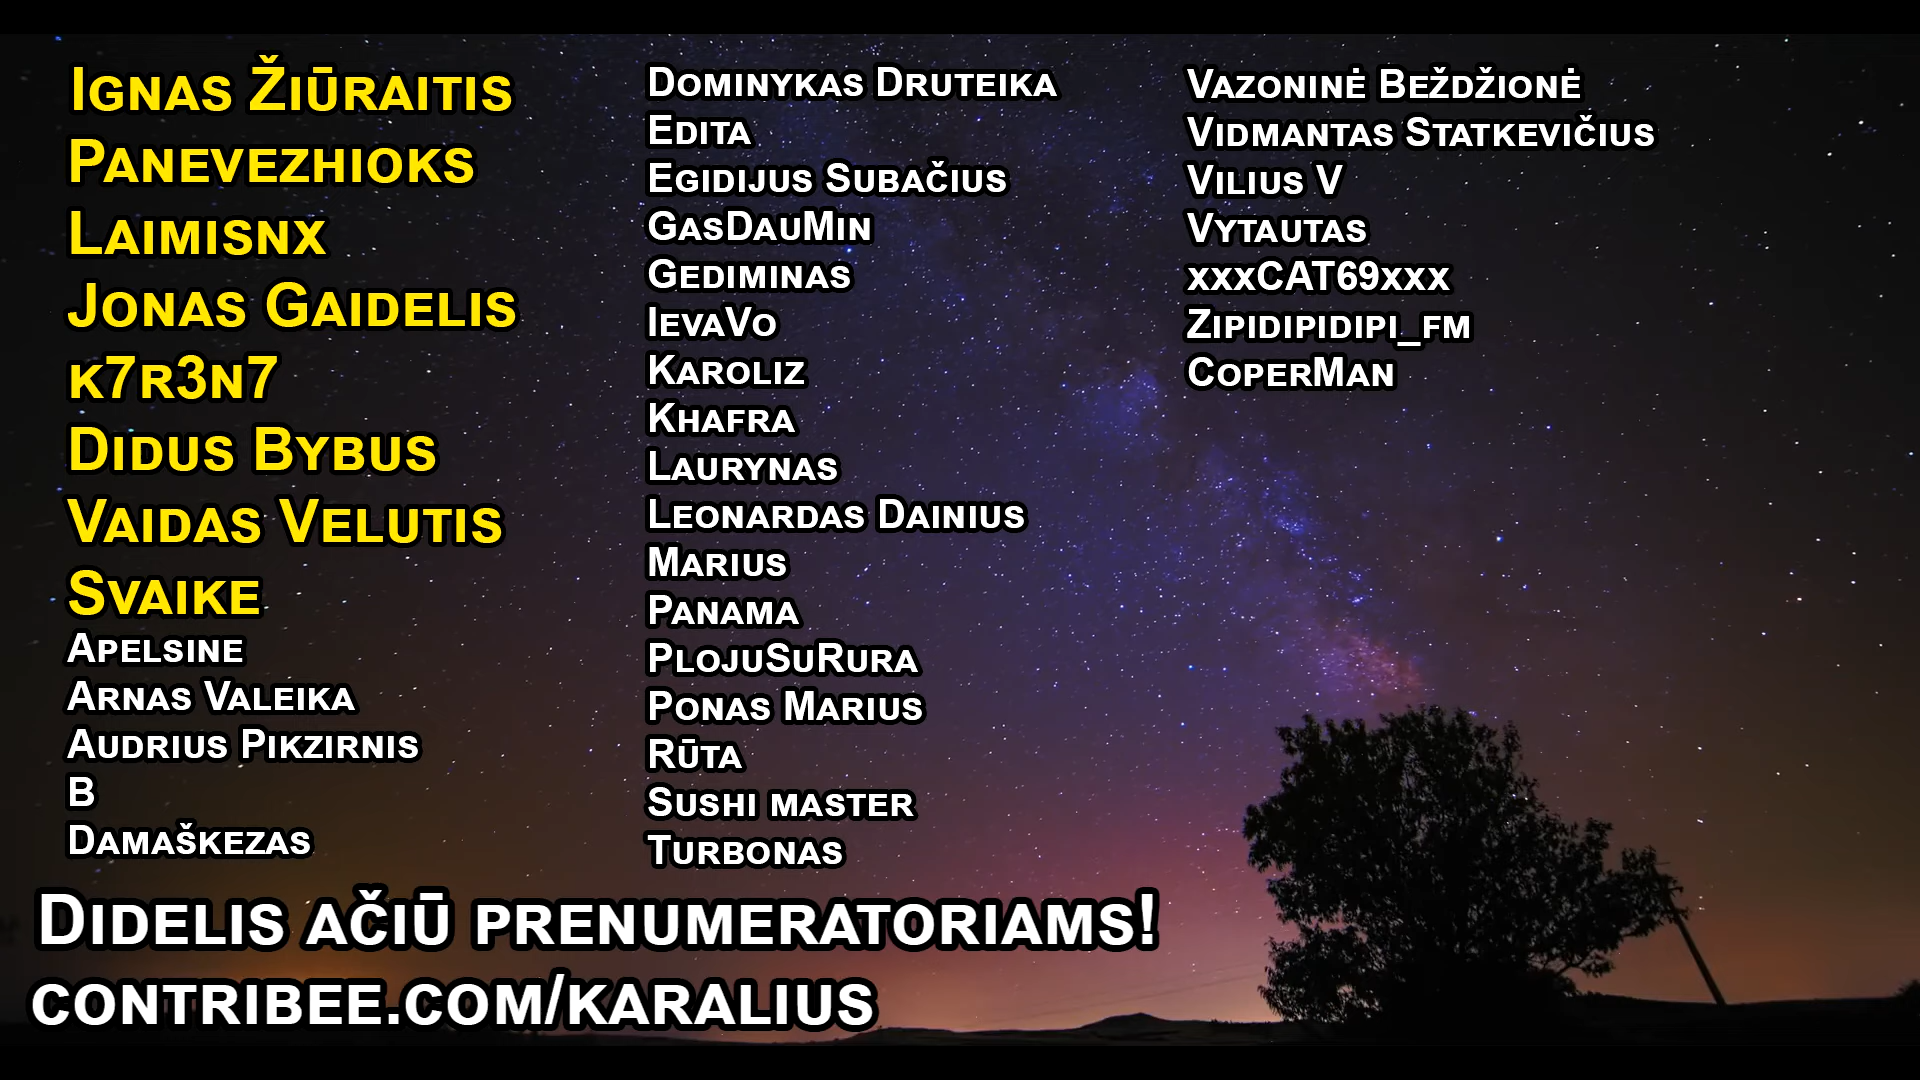 Ignas Žiūraitis
Panevezhioks
Laimisnx
Jonas Gaidelis
k7r3n7
Didus Bybus
Vaidas Velutis
Svaike
Apelsine
Arnas Valeika
Audrius Pikzirnis
B
Damaškezas
Dominykas Druteika
Edita
Egidijus Subačius
GasDauMin
Gediminas
IevaVo
Karoliz
Khafra
Laurynas
Leonardas Dainius
Marius
Panama
PlojuSuRura
Ponas Marius
Rūta
Sushi master
Turbonas
Vazoninė Beždžionė
Vidmantas Statkevičius
Vilius V
Vytautas
xxxCAT69xxx
Zipidipidipi_fm
CoperMan
Didelis ačiū prenumeratoriams!
contribee.com/karalius